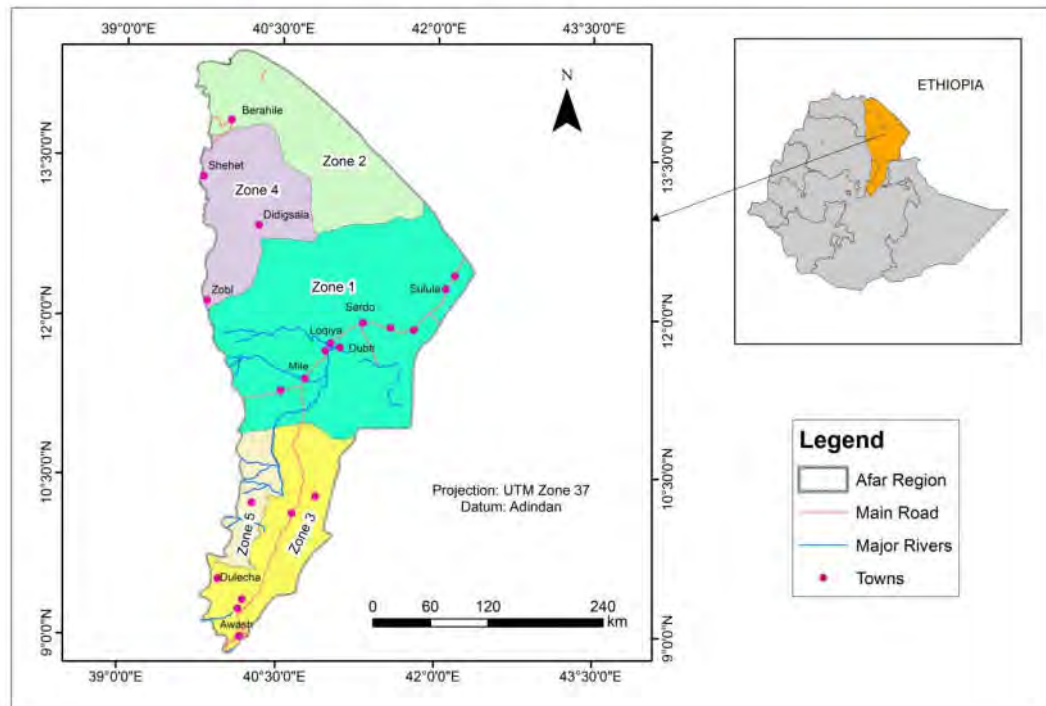 39°0'0"E 40°30'0"E 42°0'0"E 43°30'0"E
N
ETHIOPIA
Berahile
13°30'0"N
13°30'0"N
Zone 2
Shehet
Zone 4
Didigsala
Zobl
Zone 1
Sulula
12°0'0"N
12°0'0"N
Serdo
Logiya
Dubti
Mile
10°30'0"N
10°30'0"N
Projection: UTM Zone 37
Datum: Adindan
Zone 5
Zone 3
Dulecha
Awash
9°0'0"N
9°0'0"N
0 60 120 240
km
39°0'0"E 40°30'0"E 42°0'0"E 43°30'0"E
Legend
Afar Region
Main Road
Major Rivers
Towns